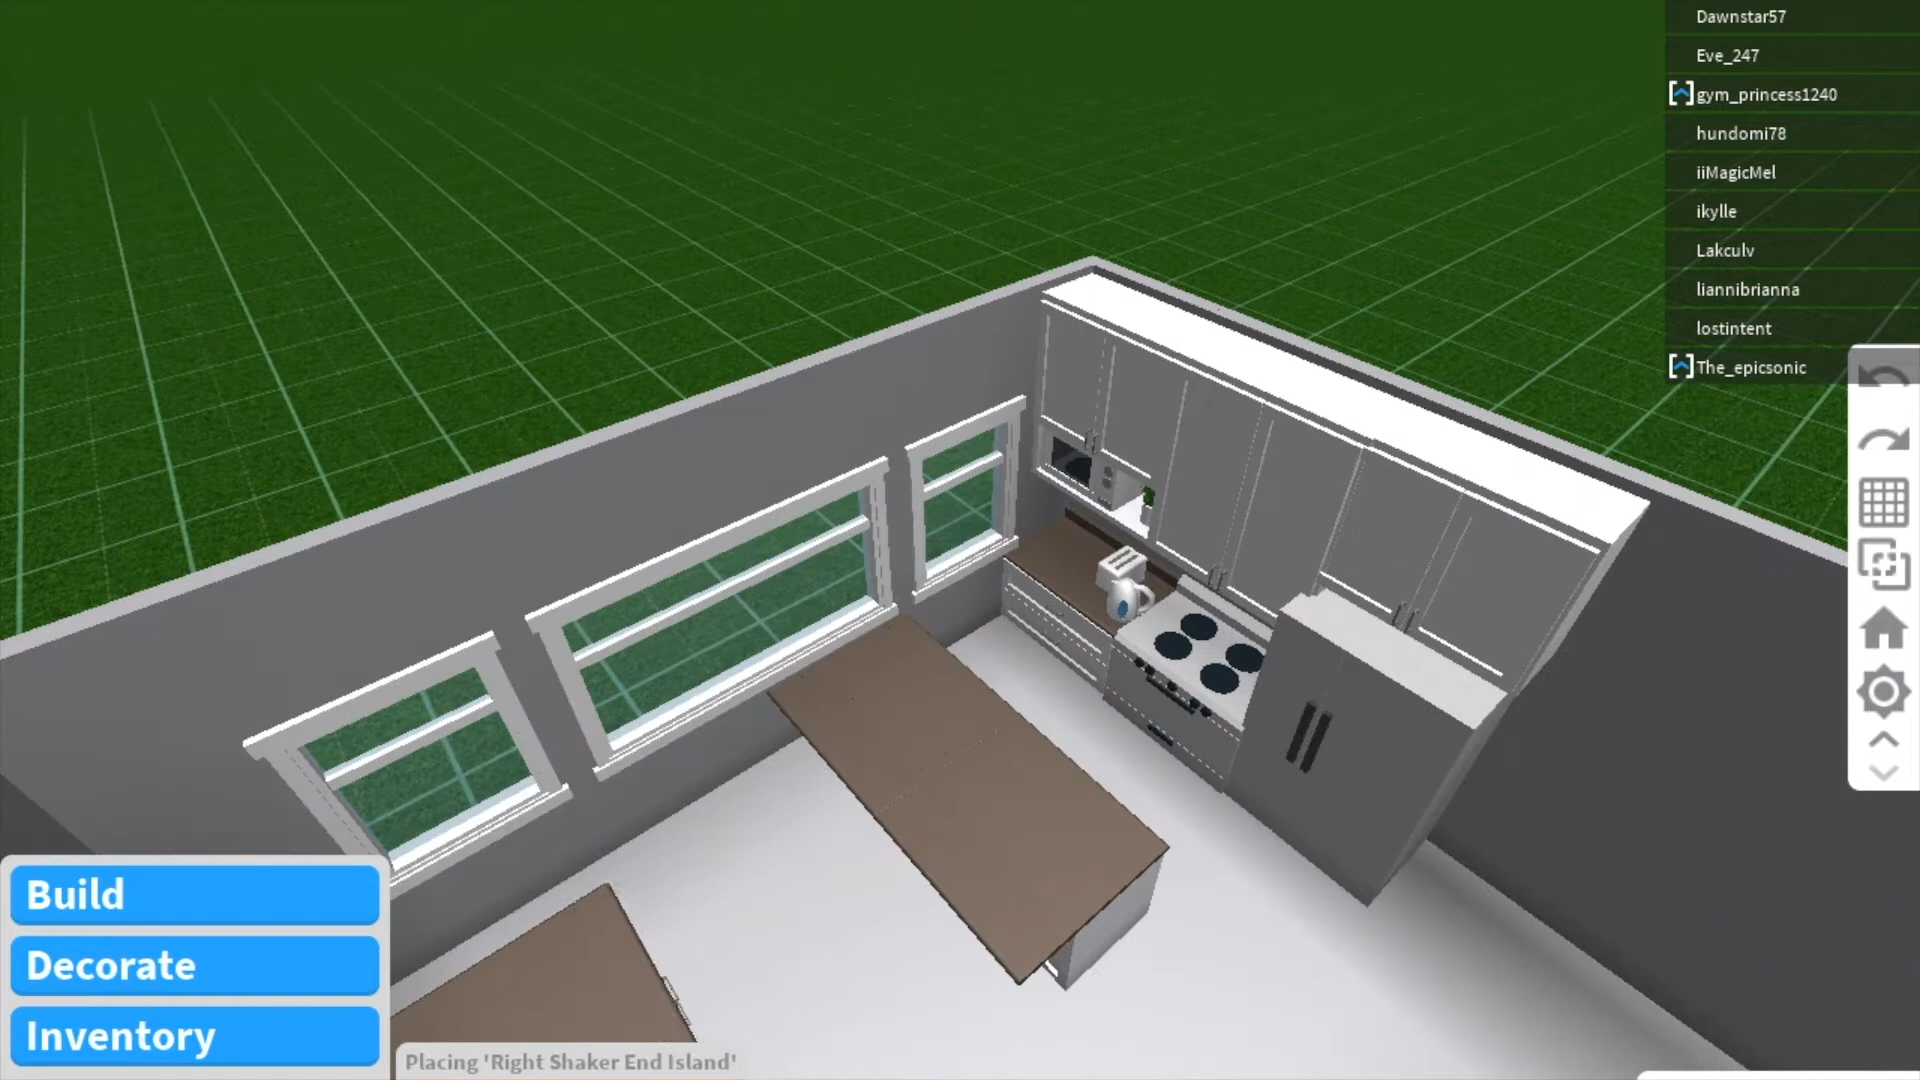 Dawnstar57
Eve_247
gym_princess1240
hundomi78
iiMagicMel
ikylle
Lakculv
liannibrianna
lostintent
The_epicsonic
Build
Decorate
Inventory
Placing 'Right Shaker End Island'